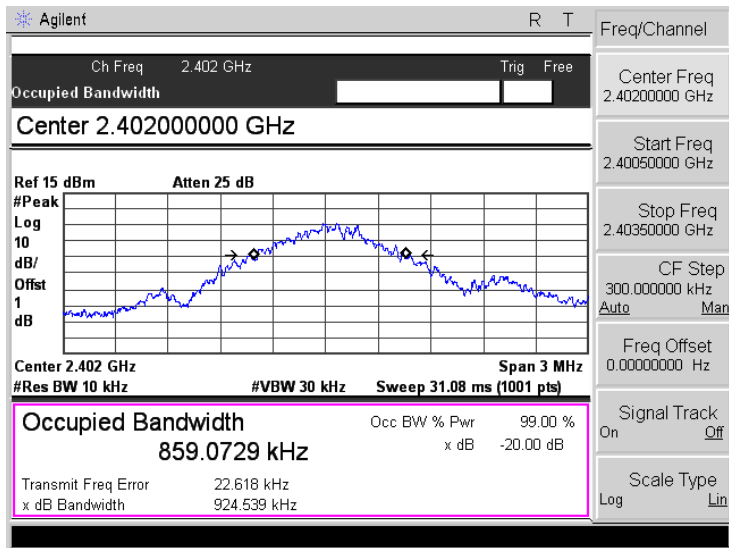 Agilent R T
Ch Freq 2.402 GHz Trig Free
Occupied Bandwidth
Center 2.402000000 GHz
Ref 15 dBm Atten 25 dB
#Peak
Log
10
dB/
Offst
1
dB
Center 2.402 GHz Span 3 MHz
#Res BW 10 kHz #VBW 30 kHz Sweep 31.08 ms (1001 pts)
Occupied Bandwidth
859.0729 kHz
Occ BW % Pwr 99.00 %
x dB -20.00 dB
Transmit Freq Error 22.618 kHz
x dB Bandwidth 924.539 kHz
Freq/Channel
Center Freq
2.40200000 GHz
Start Freq
2.40050000 GHz
Stop Freq
2.40350000 GHz
CF Step
300.000000 kHz
Auto Man
Freq Offset
0.00000000 Hz
Signal Track
On Off
Scale Type
Log Lin